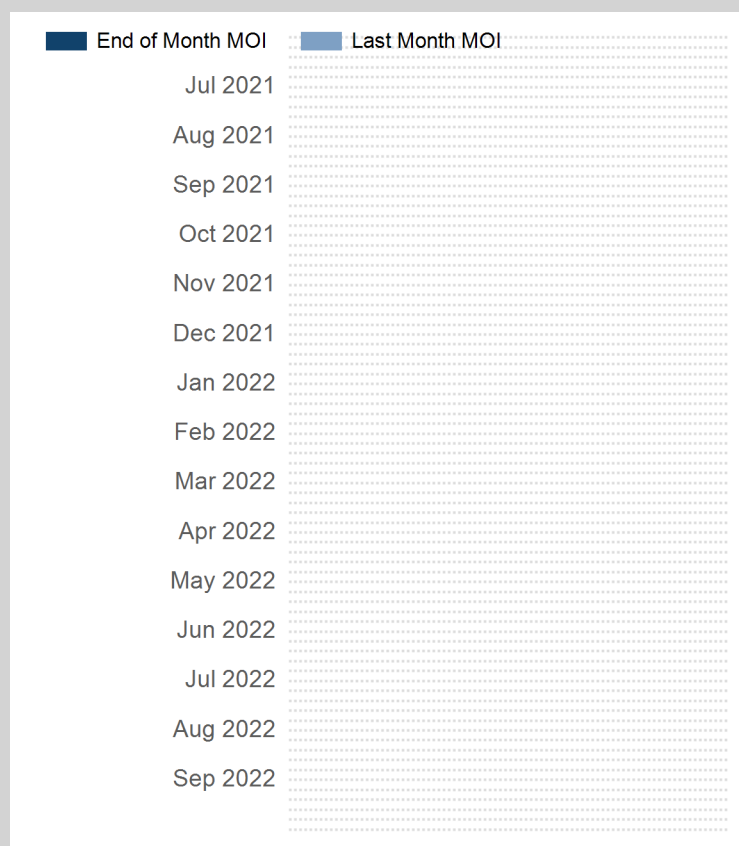 End of Month MOI Last Month MOI
Jul 2021
Aug 2021
Sep 2021
Oct 2021
Nov 2021
Dec 2021
Jan 2022
Feb 2022
Mar 2022
Apr 2022
May 2022
Jun 2022
Jul 2022
Aug 2022
Sep 2022